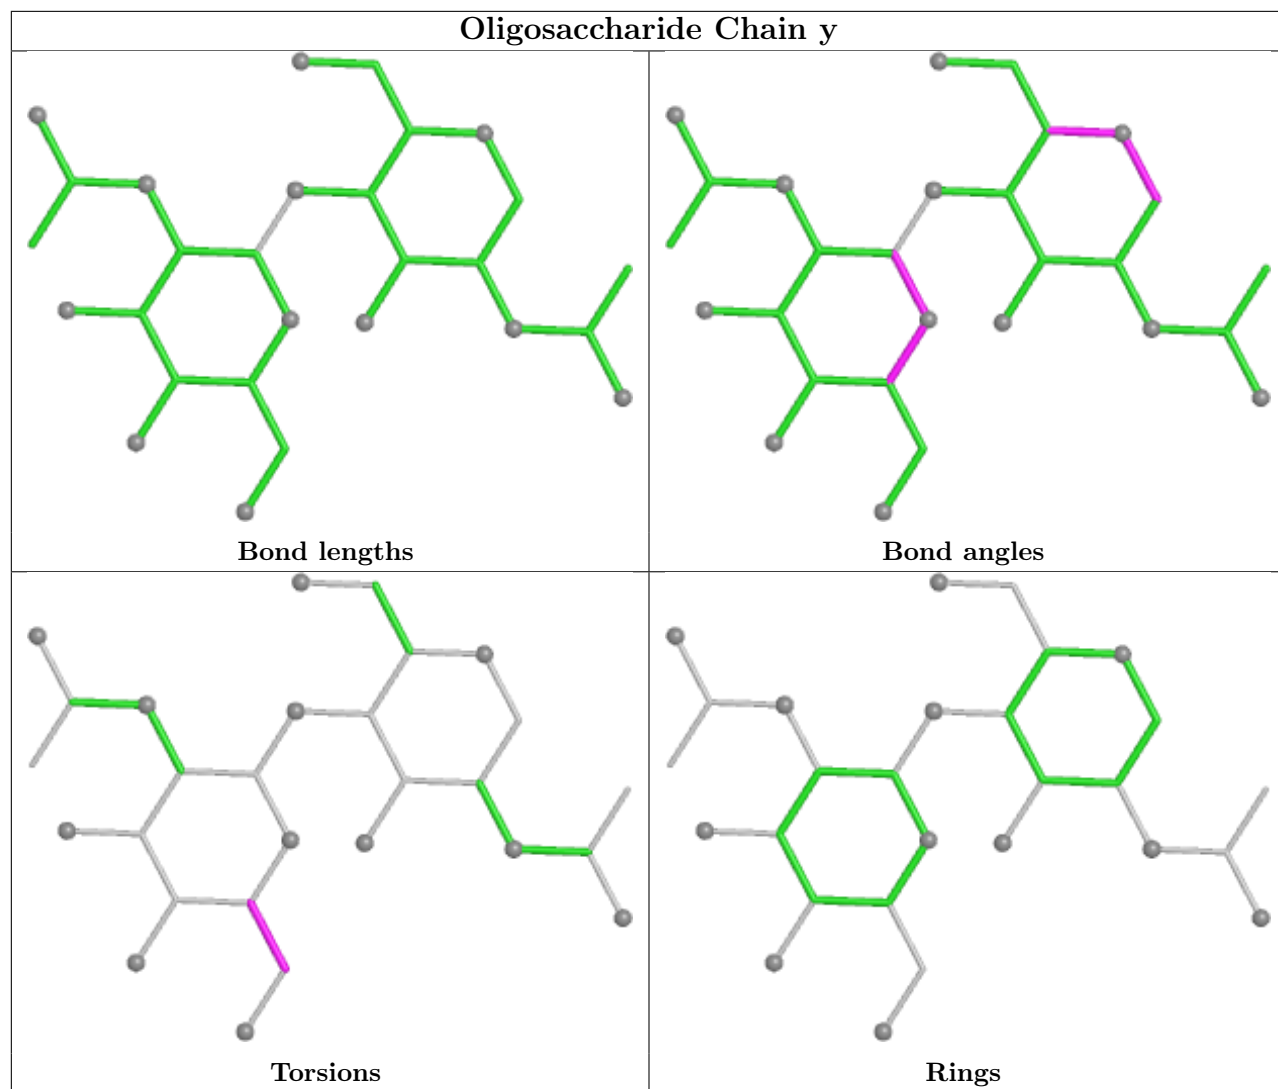 Oligosaccharide Chain y
Bond lengths
Bond angles
Torsions
Rings